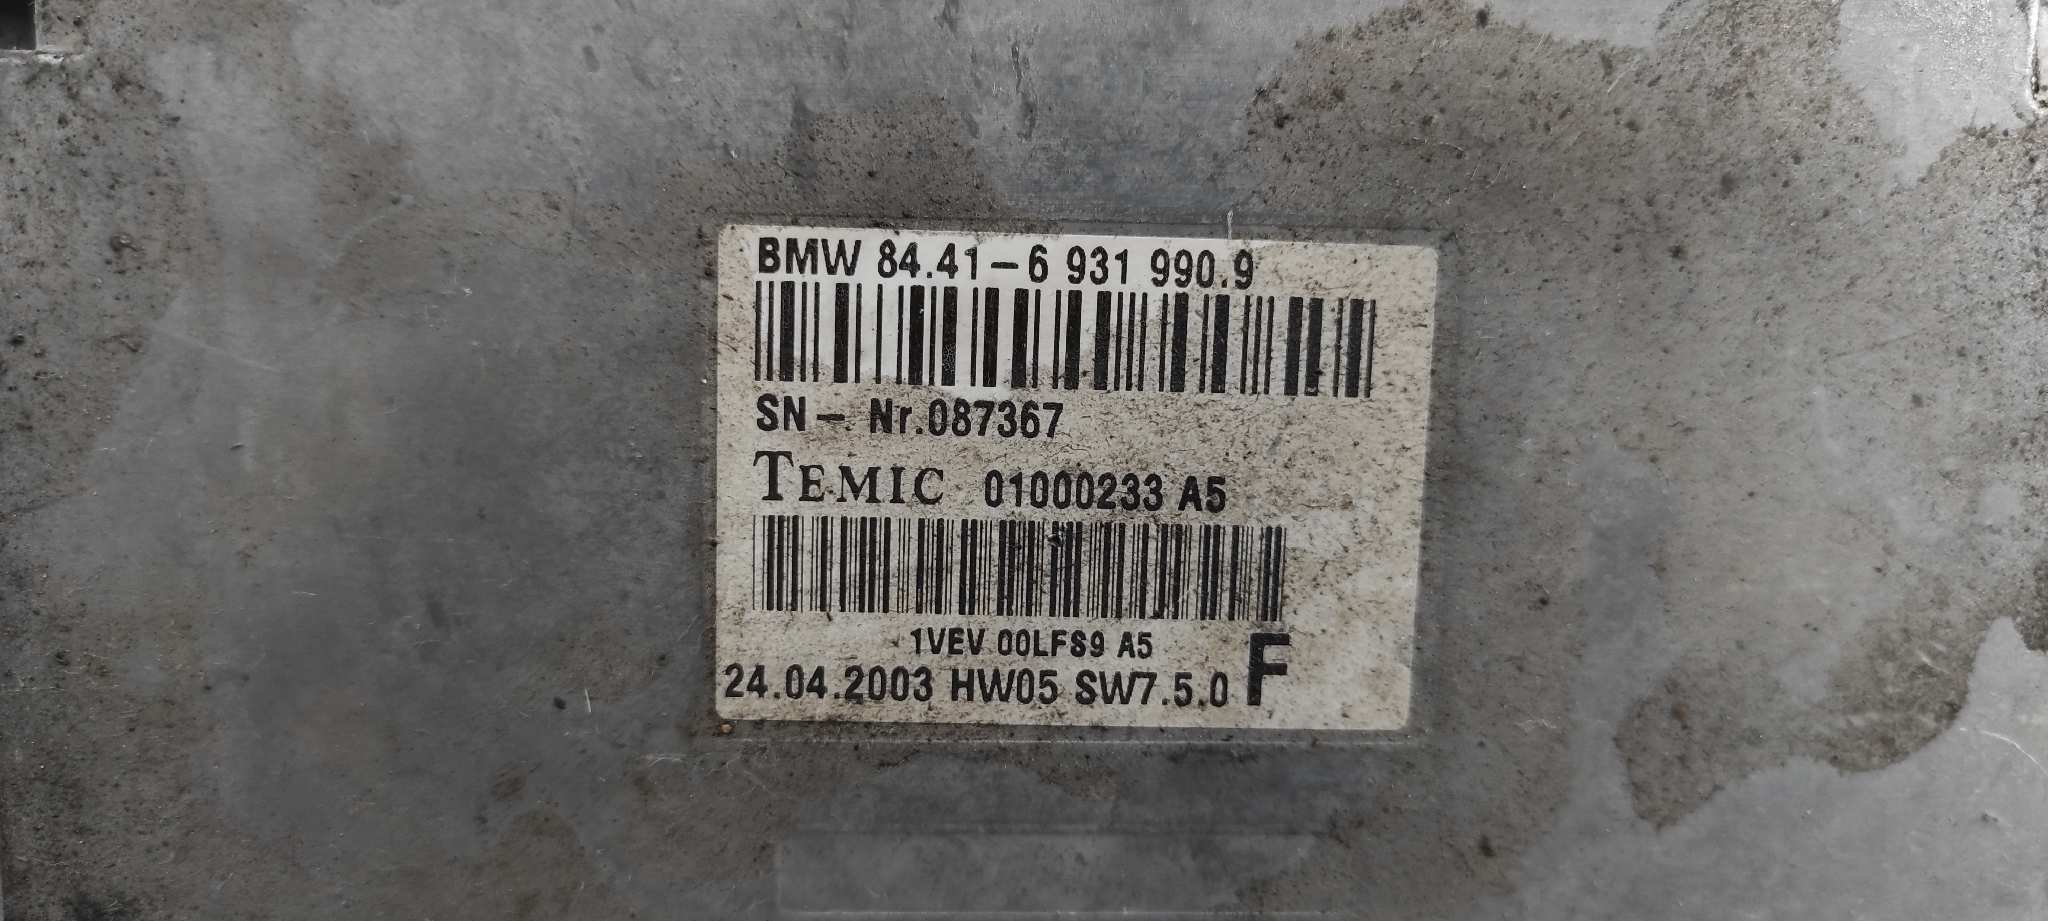 BMW 84.41-6 931 990.9
SN- Nr.087367
TEMIC 01000233 A5
1VEV 00LFS9 A5
24.04.2003 HW05 SW7.5.0 F